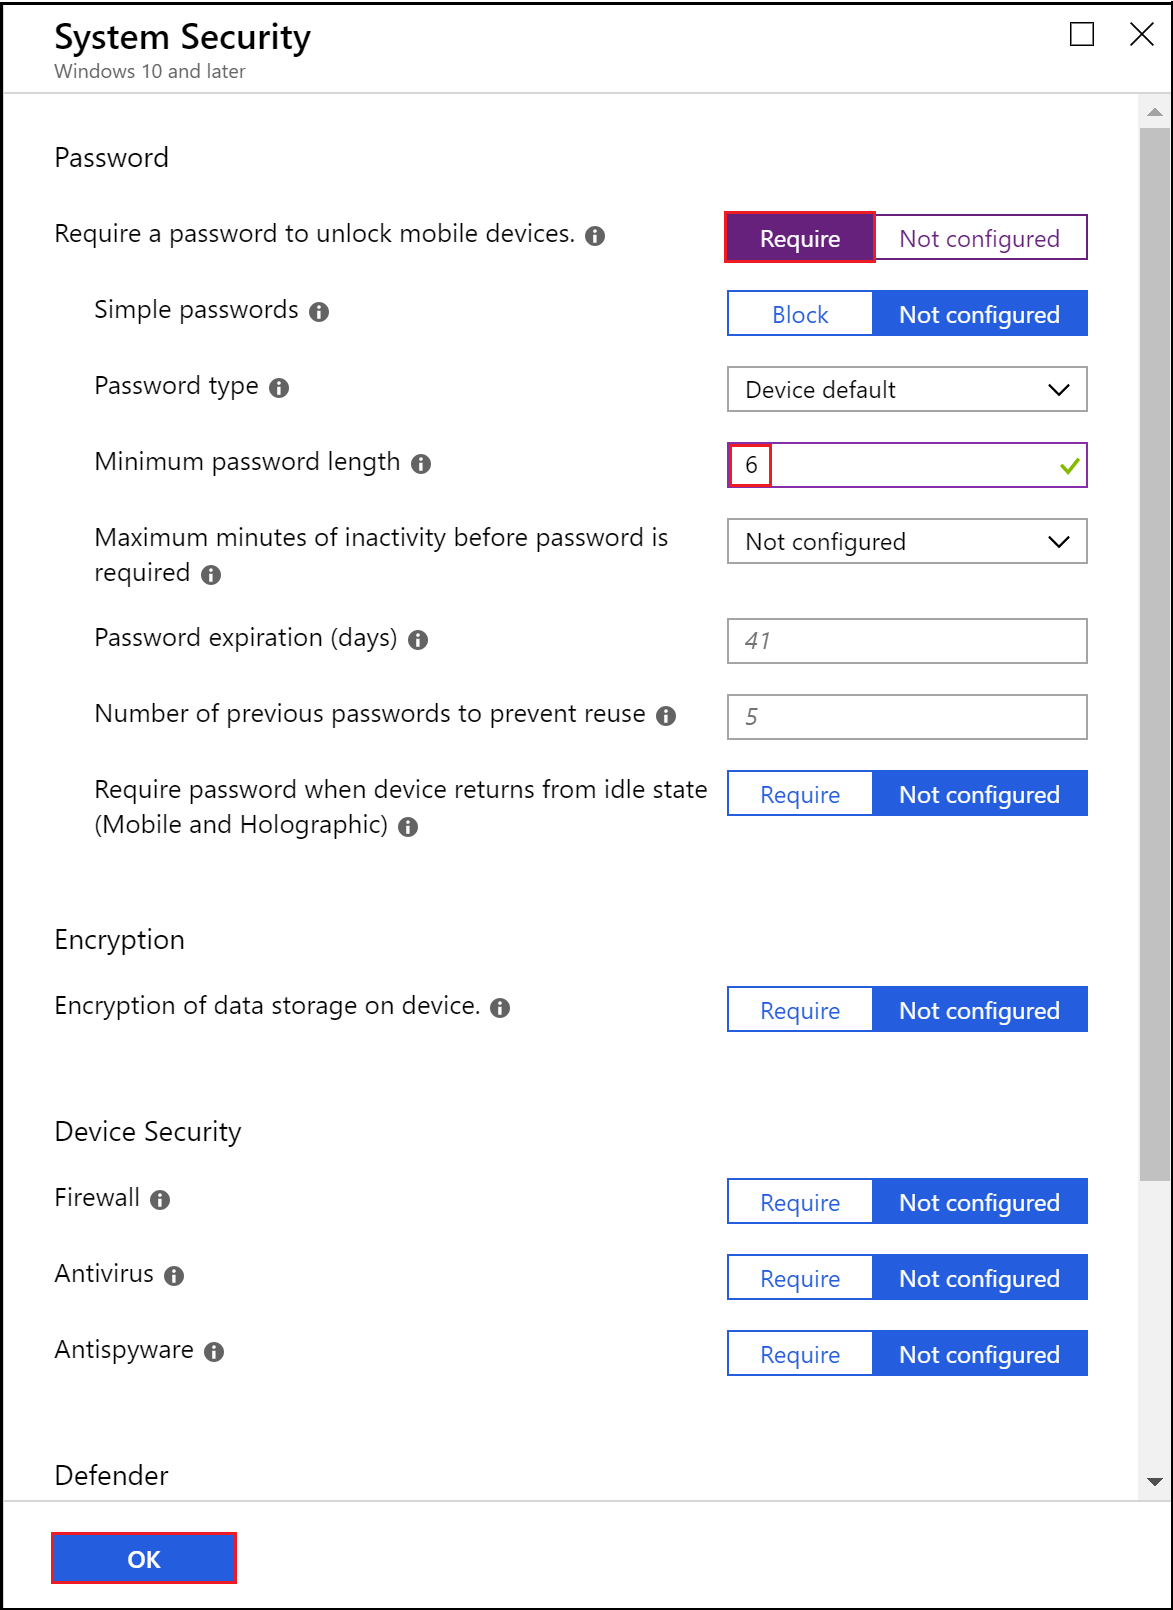 System Security
Windows 10 and later
Password
Require a password to unlock mobile devices.
Require
Not configured
Simple passwords
Block
Not configured
Password type
Device default
Minimum password length
6
Maximum minutes of inactivity before password is
required
Not configured
Password expiration (days)
41
Number of previous passwords to prevent reuse
5
Require password when device returns from idle state
(Mobile and Holographic)
Require
Not configured
Encryption
Encryption of data storage on device.
Require
Not configured
Device Security
Firewall
Require
Not configured
Antivirus
Require
Not configured
Antispyware
Require
Not configured
Defender
OK